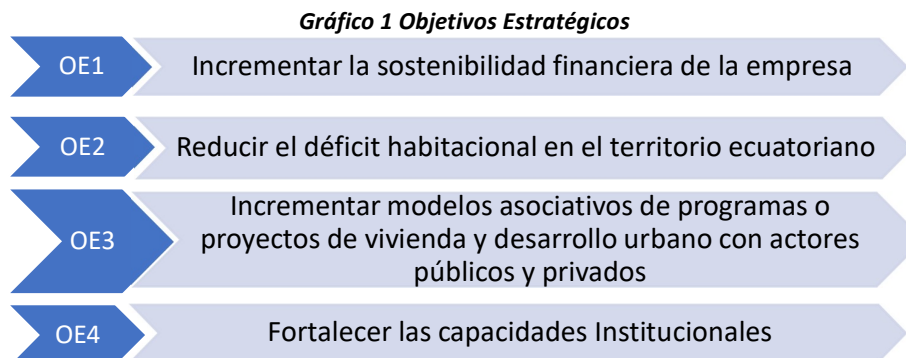 Gráfico 1 Objetivos Estratégicos
OE1
Incrementar la sostenibilidad financiera de la empresa
OE2
Reducir el déficit habitacional en el territorio ecuatoriano
OE3
Incrementar modelos asociativos de programas o
proyectos de vivienda y desarrollo urbano con actores
públicos y privados
OE4
Fortalecer las capacidades Institucionales